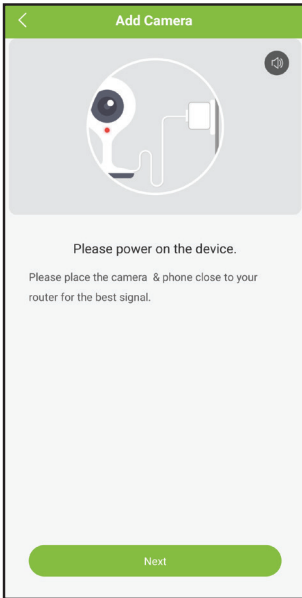 Add Camera
Please power on the device.
Please place the camera & phone close to your
router for the best signal.
Next